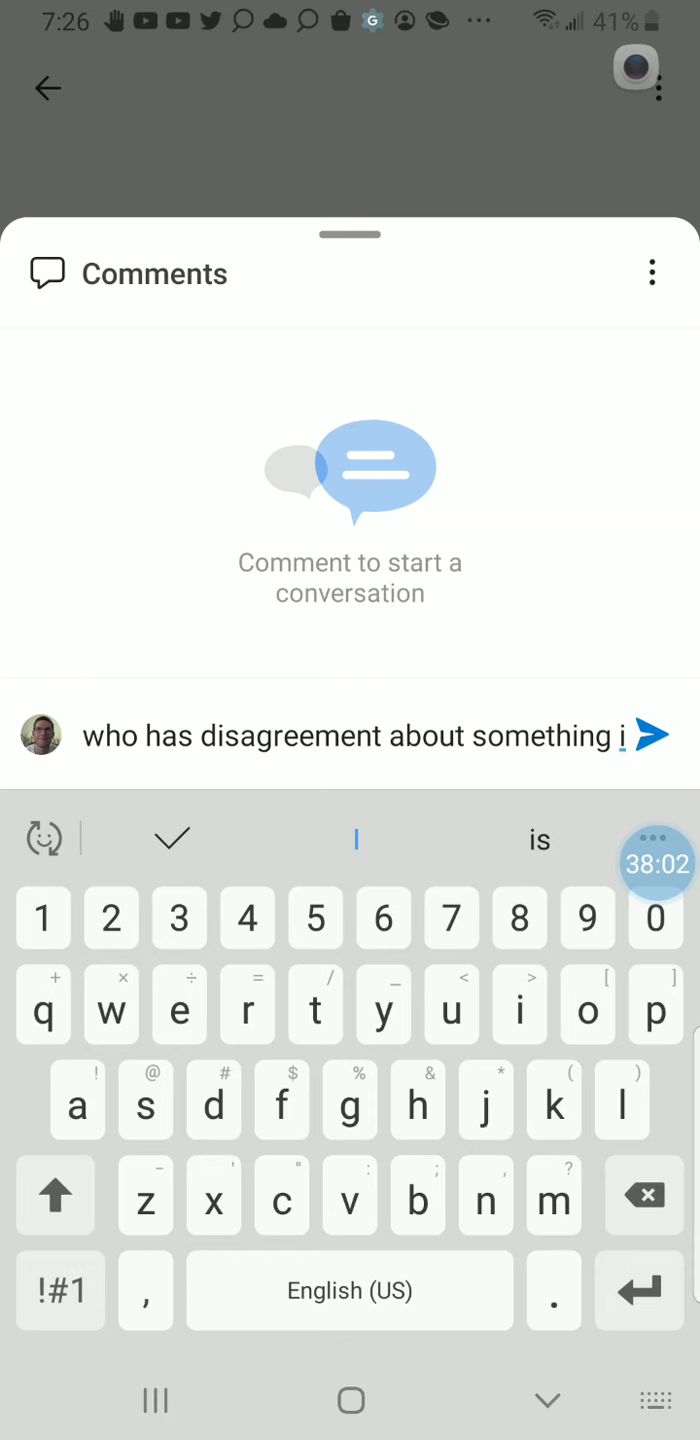 7:26 G 41%
Comments
Comment to start a
conversation
who has disagreement about something i
I is
38:02
1 2 3 4 5 6 7 8 9 0
+ × ÷ = / _ < > [ ]
q w e r t y u i o p
! @ # $ % & * ( )
a s d f g h j k l
- ' " : ; , ?
z x c v b n m
!#1 , English (US) .